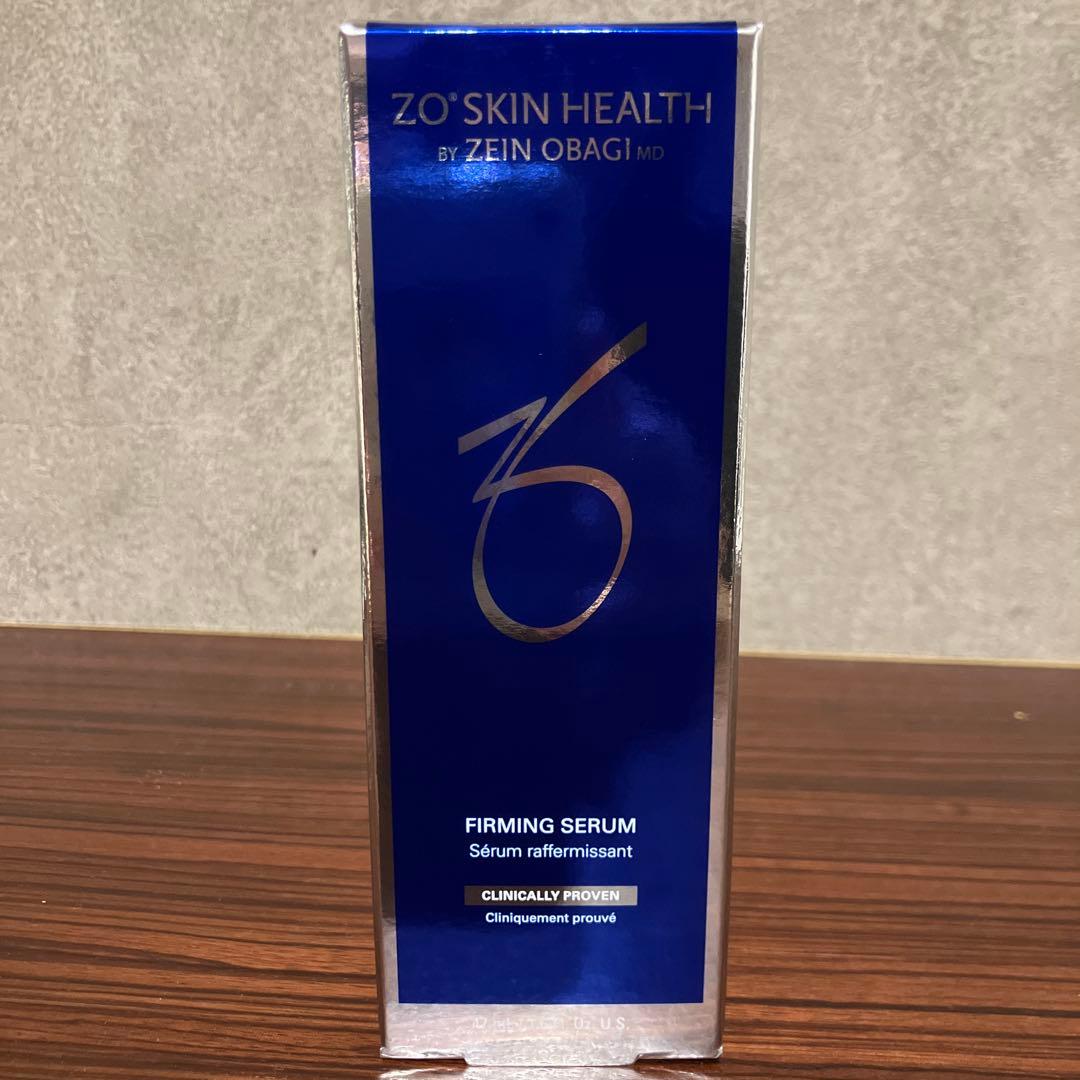 ZO® SKIN HEALTH
BY ZEIN OBAGI MD
FIRMING SERUM
Sérum raffermissant
CLINICALLY PROVEN
Cliniquement prouvé
U.S.